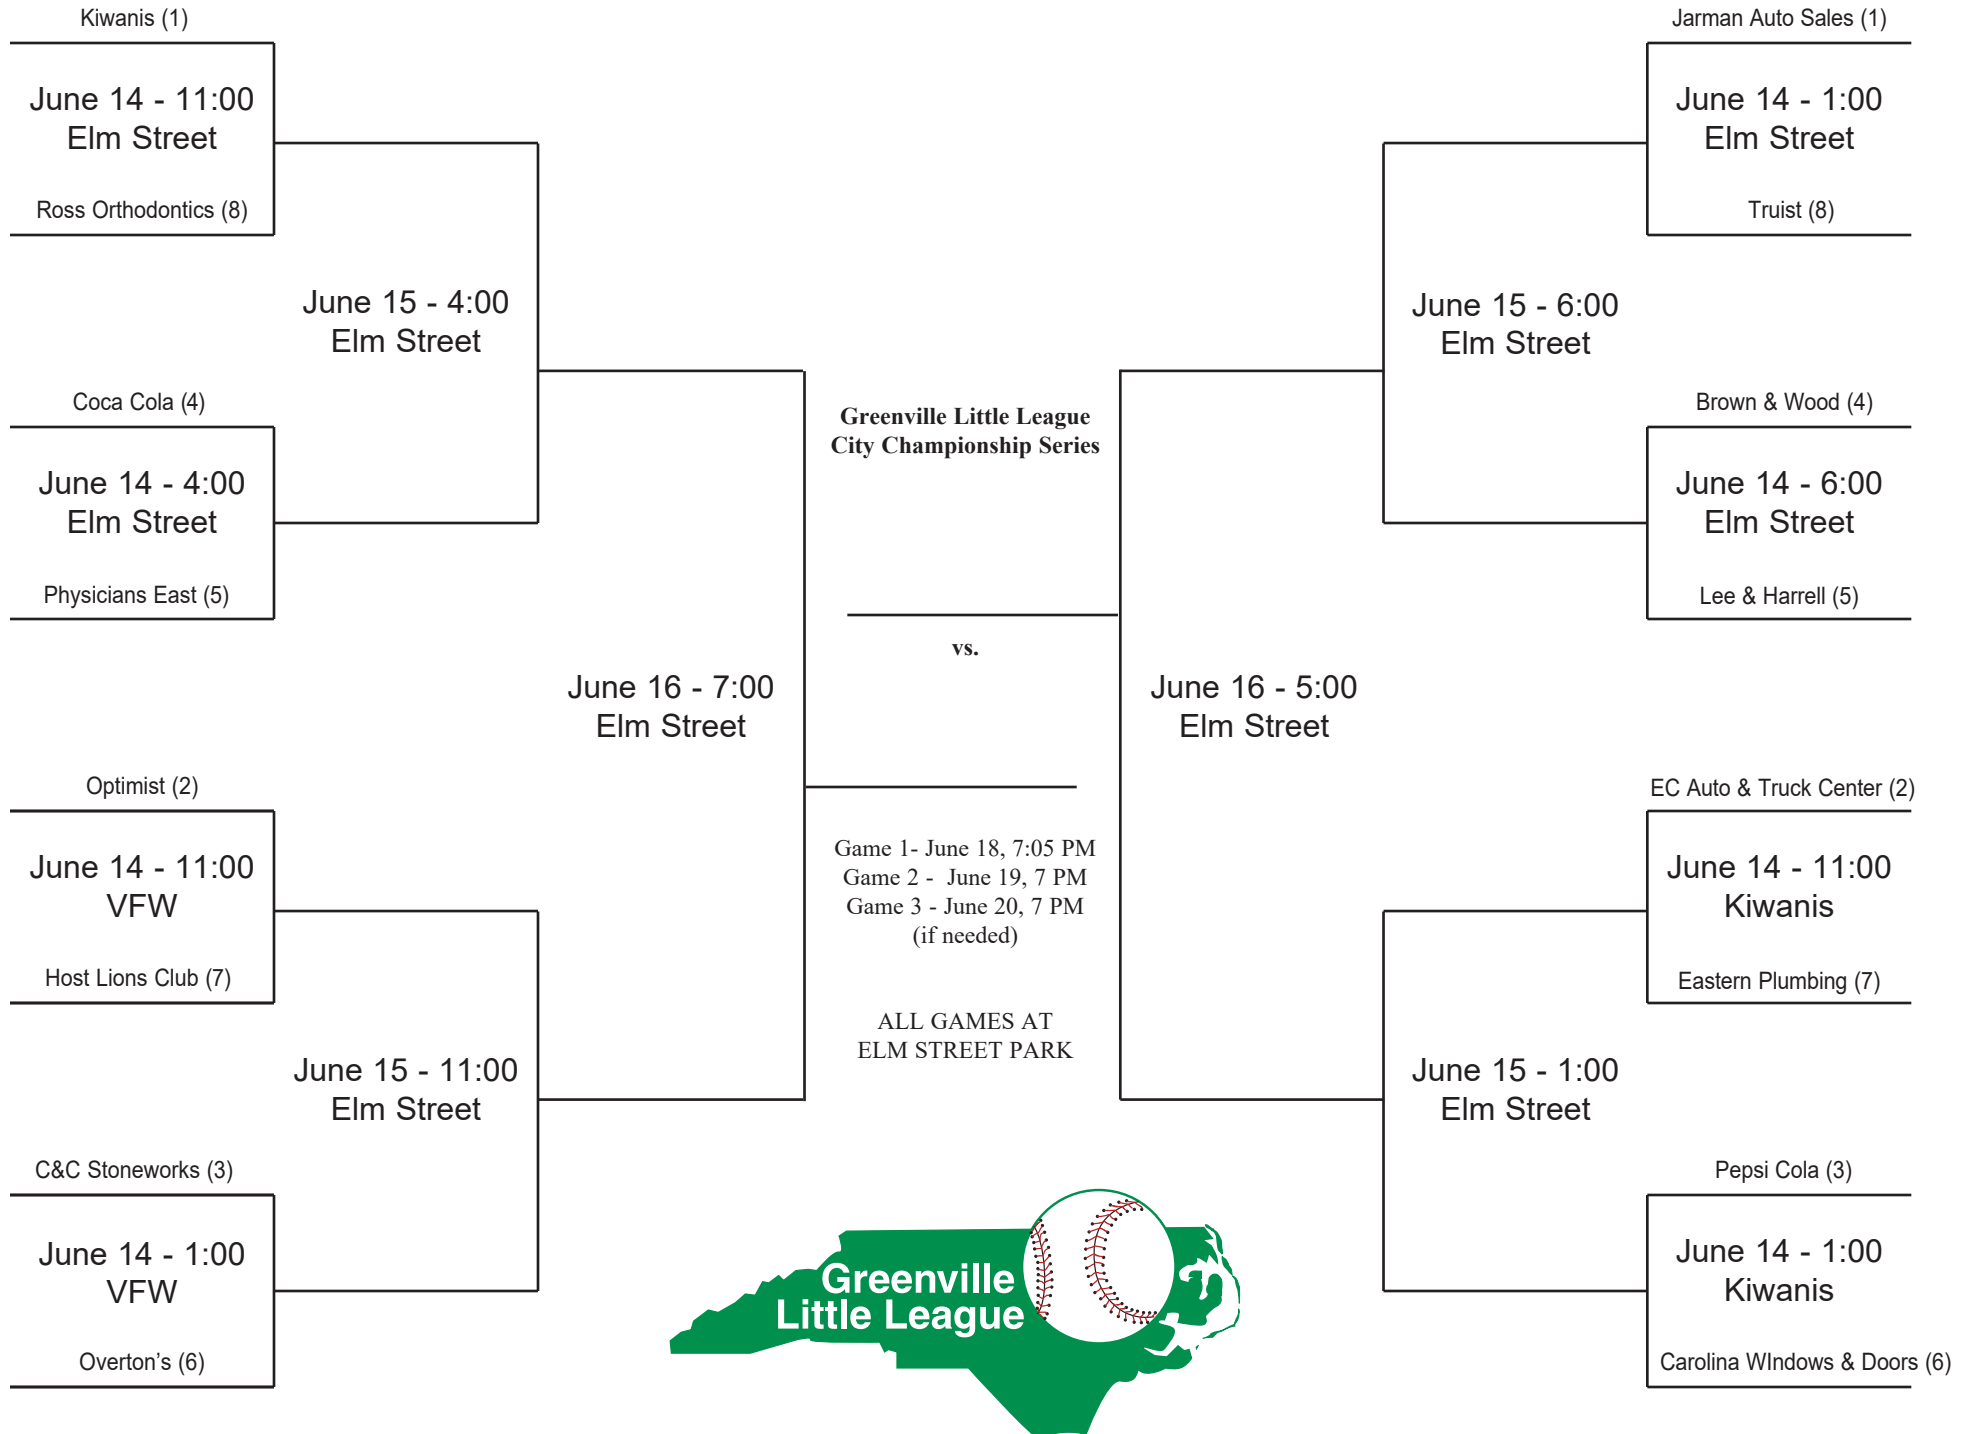 Kiwanis (1)
June 14 - 11:00
Elm Street
Ross Orthodontics (8)
June 15 - 4:00
Elm Street
Coca Cola (4)
June 14 - 4:00
Elm Street
Physicians East (5)
June 16 - 7:00
Elm Street
Optimist (2)
June 14 - 11:00
VFW
Host Lions Club (7)
June 15 - 11:00
Elm Street
C&C Stoneworks (3)
June 14 - 1:00
VFW
Overton’s (6)
Greenville Little League
City Championship Series
vs.
Game 1- June 18, 7:05 PM
Game 2 - June 19, 7 PM
Game 3 - June 20, 7 PM
(if needed)
ALL GAMES AT
ELM STREET PARK
Greenville
Little League
Jarman Auto Sales (1)
June 14 - 1:00
Elm Street
Truist (8)
June 15 - 6:00
Elm Street
Brown & Wood (4)
June 14 - 6:00
Elm Street
Lee & Harrell (5)
June 16 - 5:00
Elm Street
EC Auto & Truck Center (2)
June 14 - 11:00
Kiwanis
Eastern Plumbing (7)
June 15 - 1:00
Elm Street
Pepsi Cola (3)
June 14 - 1:00
Kiwanis
Carolina WIndows & Doors (6)